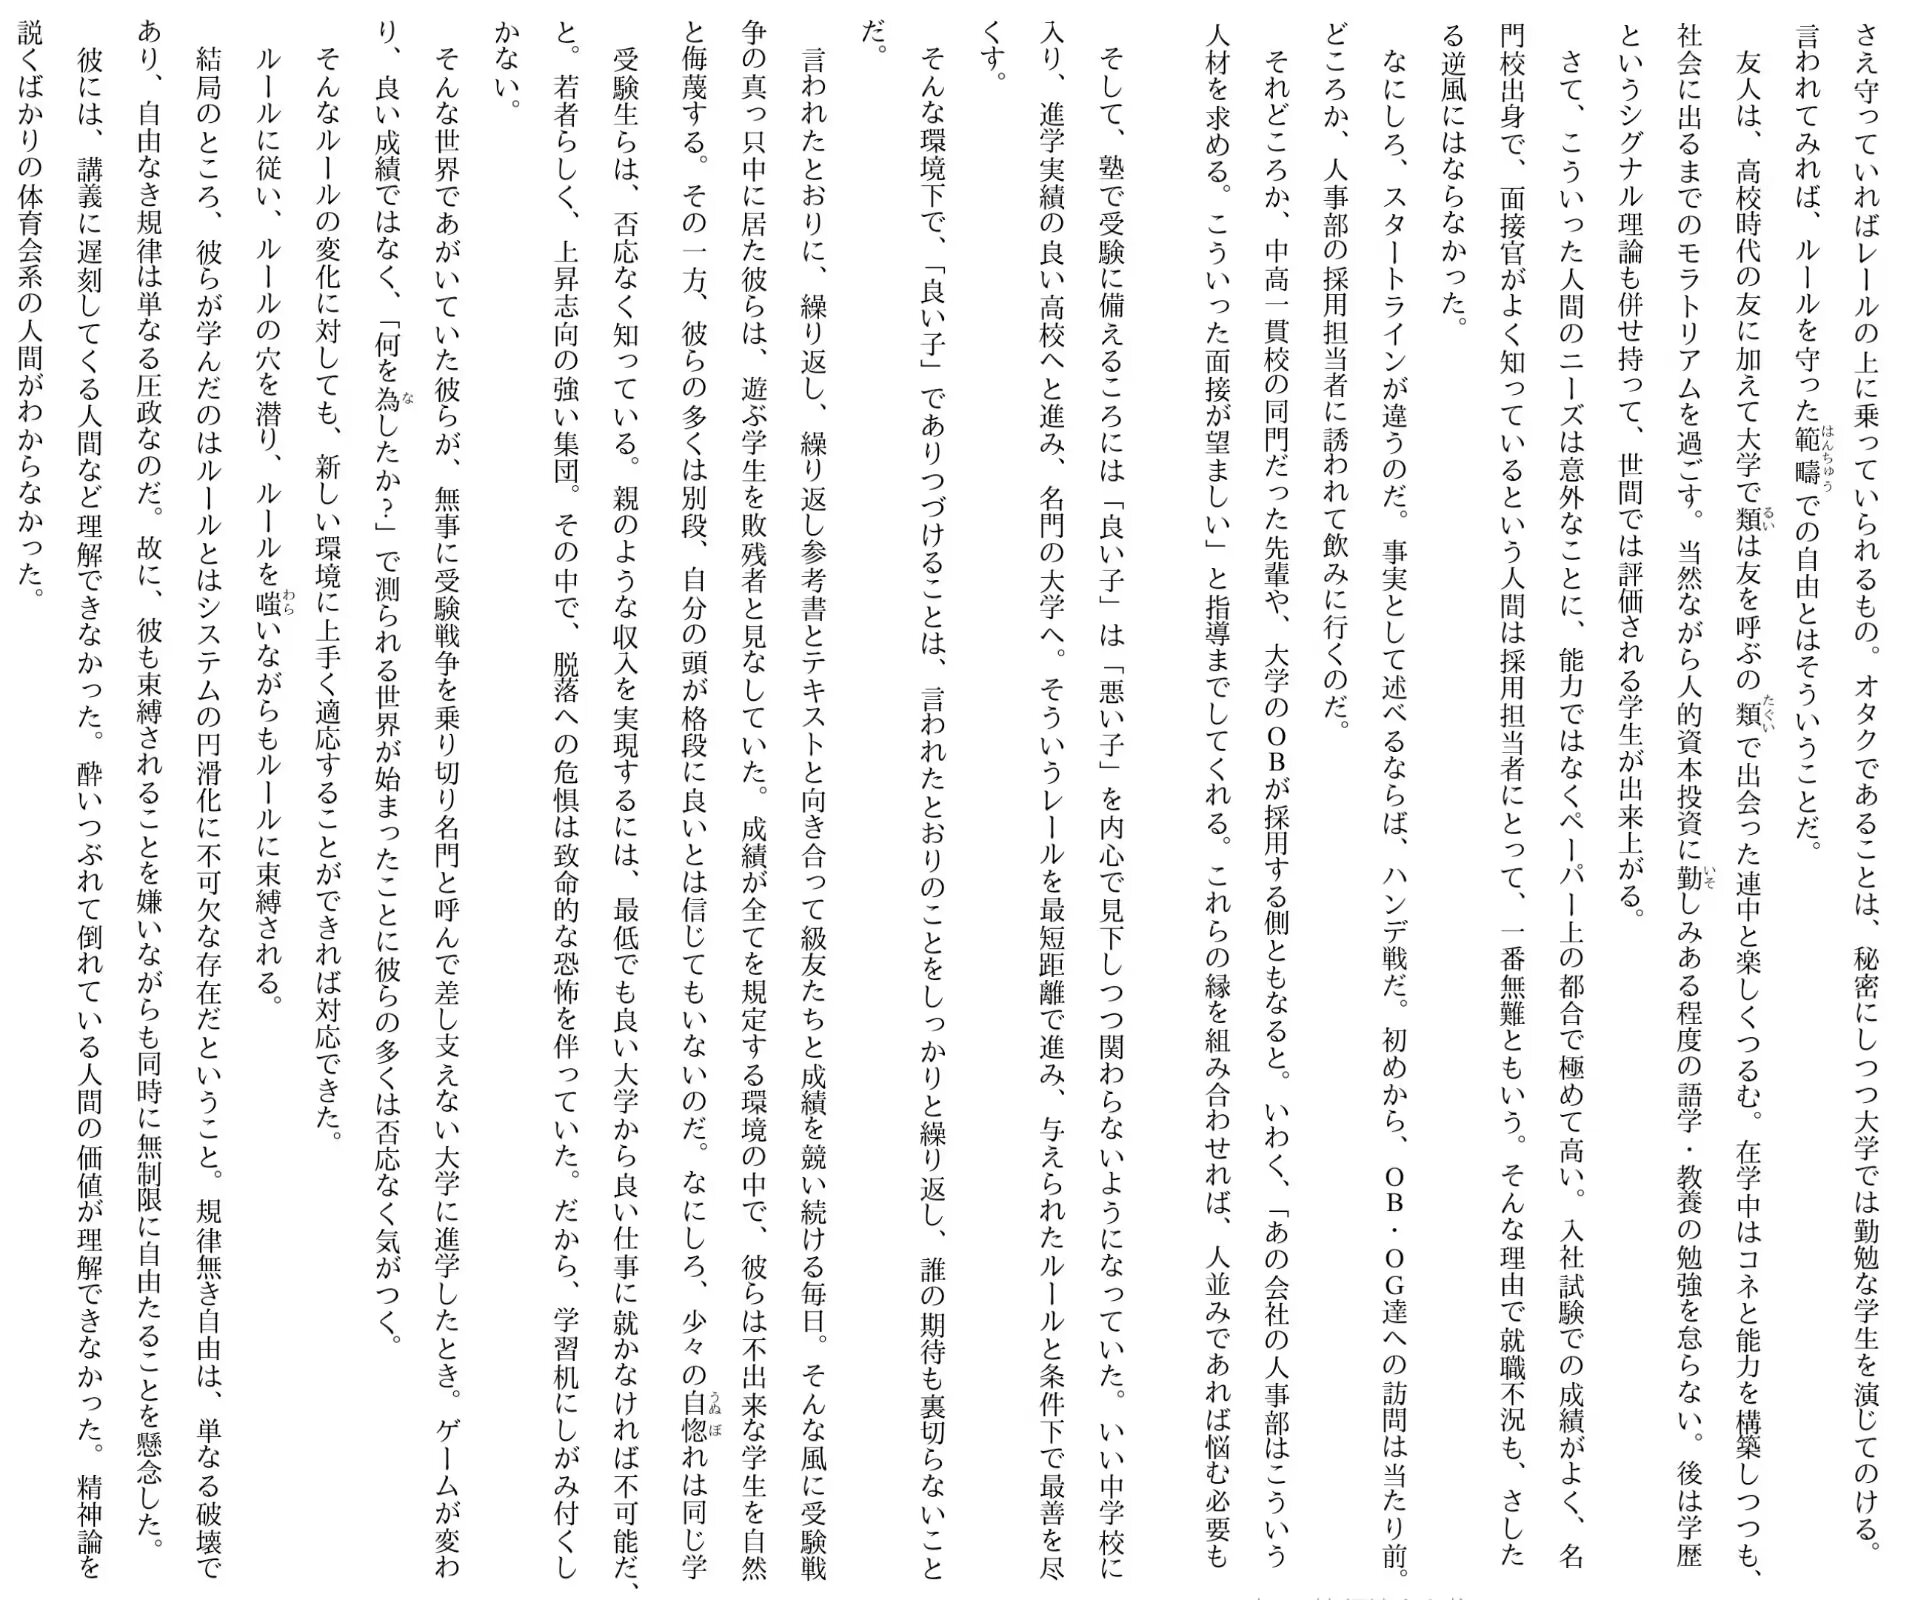 さえ守っていればレールの上に乗っていられるもの。オタクであることは、秘密にしつつ大学では勤勉な学生を演じてのける。
言われてみれば、ルールを守った範疇での自由とはそういうことだ。
友人は、高校時代の友に加えて大学で類は友を呼ぶの類で出会った連中と楽しくつるむ。在学中はコネと能力を構築しつつも、
社会に出るまでのモラトリアムを過ごす。当然ながら人的資本投資に勤しみある程度の語学・教養の勉強を怠らない。後は学歴
というシグナル理論も併せ持って、世間では評価される学生が出来上がる。
さて、こういった人間のニーズは意外なことに、能力ではなくペーパー上の都合で極めて高い。入社試験での成績がよく、名
門校出身で、面接官がよく知っているという人間は採用担当者にとって、一番無難ともいう。そんな理由で就職不況も、さした
る逆風にはならなかった。
なにしろ、スタートラインが違うのだ。事実として述べるならば、ハンデ戦だ。初めから、OB・OG達への訪問は当たり前。
どころか、人事部の採用担当者に誘われて飲みに行くのだ。
それどころか、中高一貫校の同門だった先輩や、大学のOBが採用する側ともなると。いわく、「あの会社の人事部はこういう
人材を求める。こういった面接が望ましい」と指導までしてくれる。これらの縁を組み合わせれば、人並みであれば悩む必要も
そして、塾で受験に備えるころには「良い子」は「悪い子」を内心で見下しつつ関わらないようになっていた。いい中学校に
入り、進学実績の良い高校へと進み、名門の大学へ。そういうレールを最短距離で進み、与えられたルールと条件下で最善を尽
くす。
そんな環境下で、「良い子」でありつづけることは、言われたとおりのことをしっかりと繰り返し、誰の期待も裏切らないこと
だ。
言われたとおりに、繰り返し、繰り返し参考書とテキストと向き合って級友たちと成績を競い続ける毎日。そんな風に受験戦
争の真っ只中に居た彼らは、遊ぶ学生を敗残者と見なしていた。成績が全てを規定する環境の中で、彼らは不出来な学生を自然
と侮蔑する。その一方、彼らの多くは別段、自分の頭が格段に良いとは信じてもいないのだ。なにしろ、少々の自惚れは同じ学
受験生らは、否応なく知っている。親のような収入を実現するには、最低でも良い大学から良い仕事に就かなければ不可能だ、
と。若者らしく、上昇志向の強い集団。その中で、脱落への危惧は致命的な恐怖を伴っていた。だから、学習机にしがみ付くし
かない。
そんな世界であがいていた彼らが、無事に受験戦争を乗り切り名門と呼んで差し支えない大学に進学したとき。ゲームが変わ
り、良い成績ではなく、「何を為したか?」で測られる世界が始まったことに彼らの多くは否応なく気がつく。
そんなルールの変化に対しても、新しい環境に上手く適応することができれば対応できた。
ルールに従い、ルールの穴を潜り、ルールを嗤いながらもルールに束縛される。
結局のところ、彼らが学んだのはルールとはシステムの円滑化に不可欠な存在だということ。規律無き自由は、単なる破壊で
あり、自由なき規律は単なる圧政なのだ。故に、彼も束縛されることを嫌いながらも同時に無制限に自由たることを懸念した。
彼には、講義に遅刻してくる人間など理解できなかった。酔いつぶれて倒れている人間の価値が理解できなかった。精神論を
説くばかりの体育会系の人間がわからなかった。